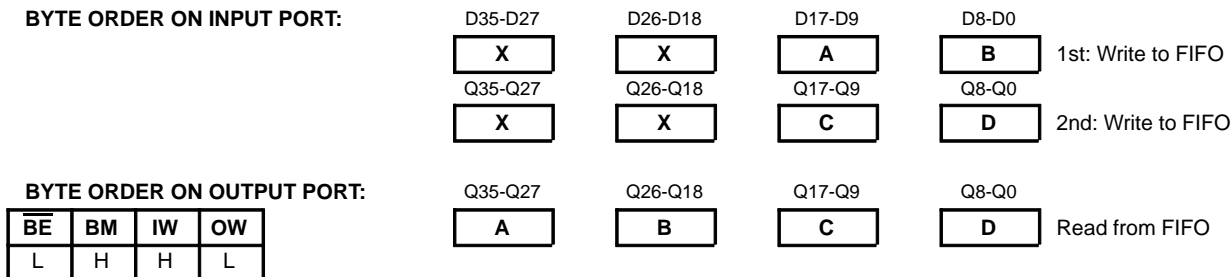 BYTE ORDER ON INPUT PORT: D35-D27 D26-D18 D17-D9 D8-D0
X X A B 1st: Write to FIFO
Q35-Q27 Q26-Q18 Q17-Q9 Q8-Q0
X X C D 2nd: Write to FIFO
BYTE ORDER ON OUTPUT PORT: Q35-Q27 Q26-Q18 Q17-Q9 Q8-Q0
BE BM IW OW A B C D Read from FIFO
L H H L